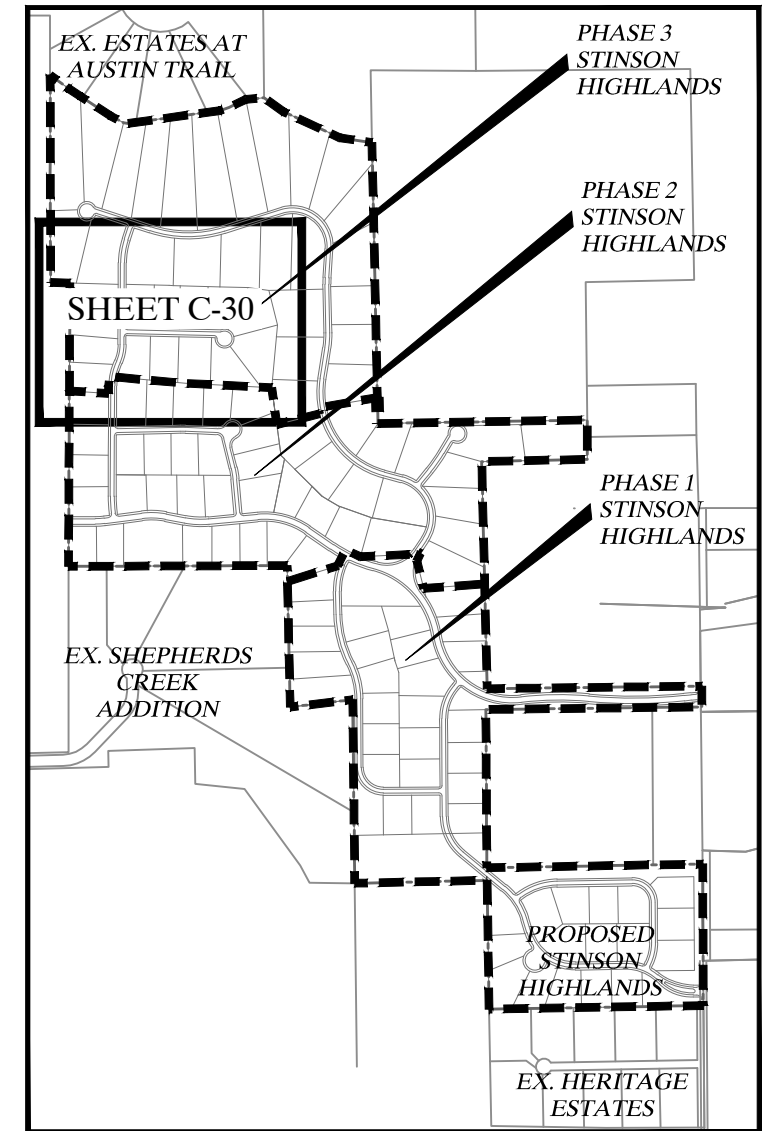 EX. ESTATES AT
AUSTIN TRAIL
PHASE 3
STINSON
HIGHLANDS
PHASE 2
STINSON
HIGHLANDS
SHEET C-30
PHASE 1
STINSON
HIGHLANDS
EX. SHEPHERDS
CREEK
ADDITION
PROPOSED
STINSON
HIGHLANDS
EX. HERITAGE
ESTATES